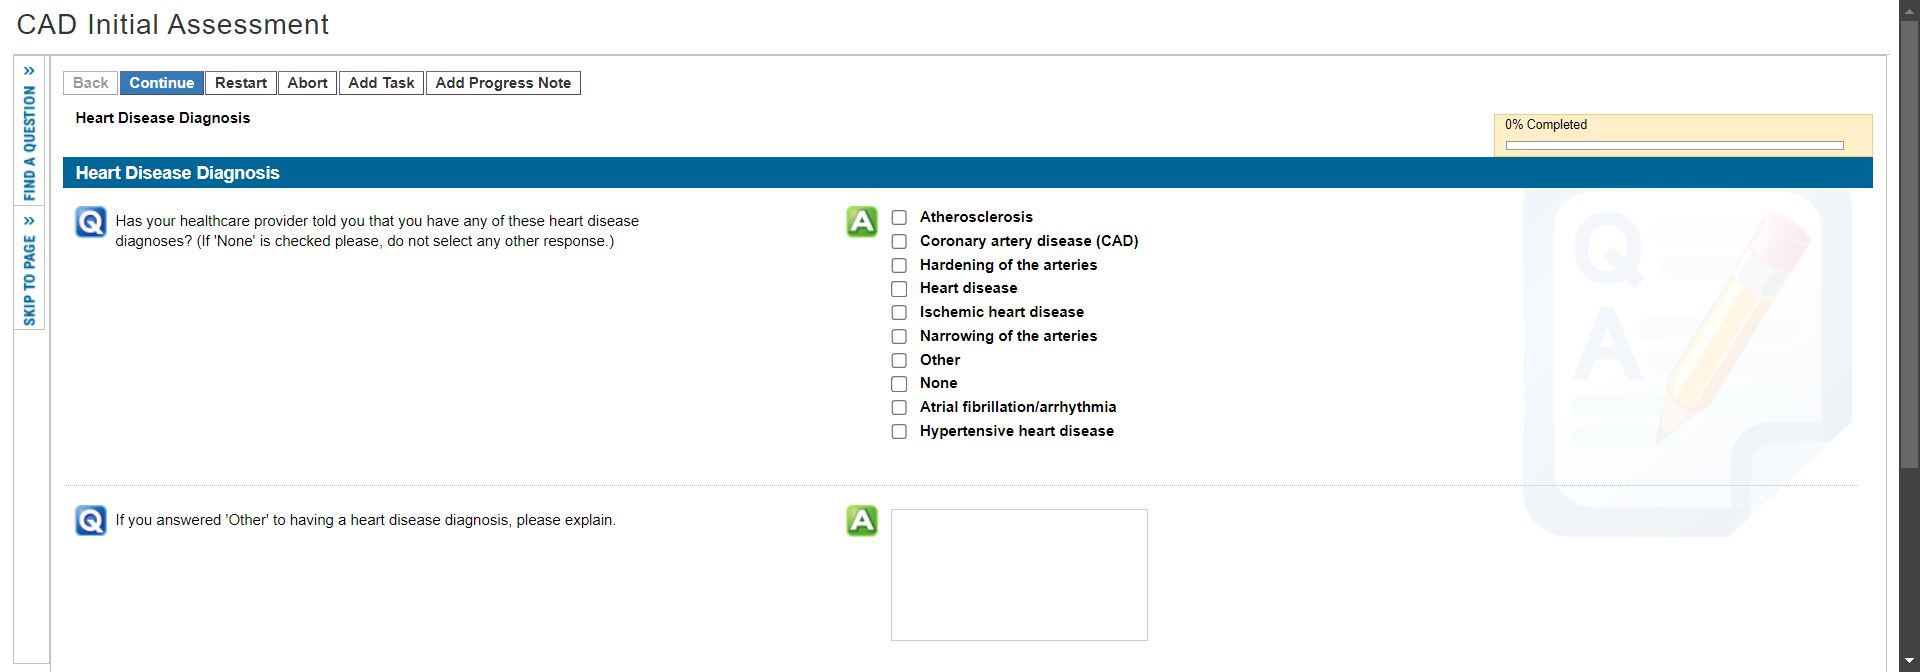 CAD Initial Assessment
» FIND A QUESTION
» SKIP TO PAGE
Back Continue Restart Abort Add Task Add Progress Note
Heart Disease Diagnosis
0% Completed
Heart Disease Diagnosis
Q Has your healthcare provider told you that you have any of these heart disease
diagnoses? (If 'None' is checked please, do not select any other response.)
A Atherosclerosis
Coronary artery disease (CAD)
Hardening of the arteries
Heart disease
Ischemic heart disease
Narrowing of the arteries
Other
None
Atrial fibrillation/arrhythmia
Hypertensive heart disease
Q
A
Q If you answered 'Other' to having a heart disease diagnosis, please explain.
A